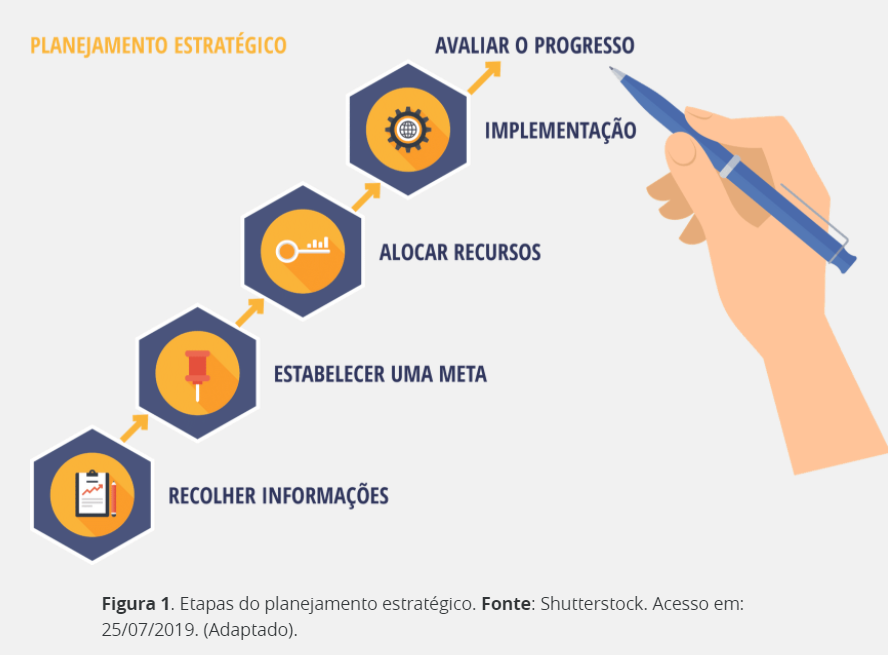 PLANEJAMENTO ESTRATÉGICO
AVALIAR O PROGRESSO
IMPLEMENTAÇÃO
ALOCAR RECURSOS
ESTABELECER UMA META
RECOLHER INFORMAÇÕES
Figura 1. Etapas do planejamento estratégico. Fonte: Shutterstock. Acesso em:
25/07/2019. (Adaptado).